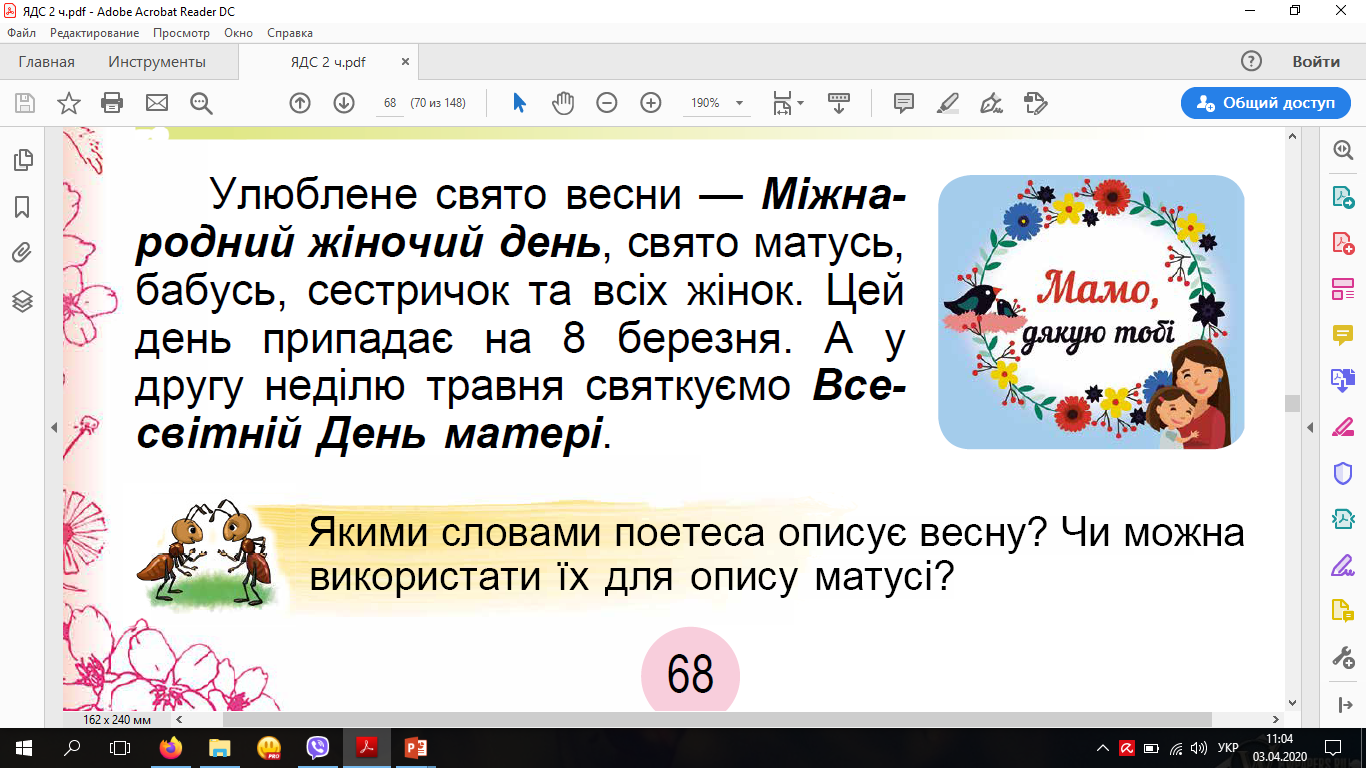 ЯДС 2 ч.pdf - Adobe Acrobat Reader DC
Файл Редактирование Просмотр Окно Справка
Главная Инструменты ЯДС 2 ч.pdf × Войти
68 (70 из 148) 190% Общий доступ
Улюблене свято весни — Міжна-
родний жіночий день, свято матусь,
бабусь, сестричок та всіх жінок. Цей
день припадає на 8 березня. А у
другу неділю травня святкуємо Все-
світній День матері.
Мамо,
дякую тобі
Якими словами поетеса описує весну? Чи можна
використати їх для опису матусі?
68
162 x 240 мм
PRO
УКР
11:04
03.04.2020